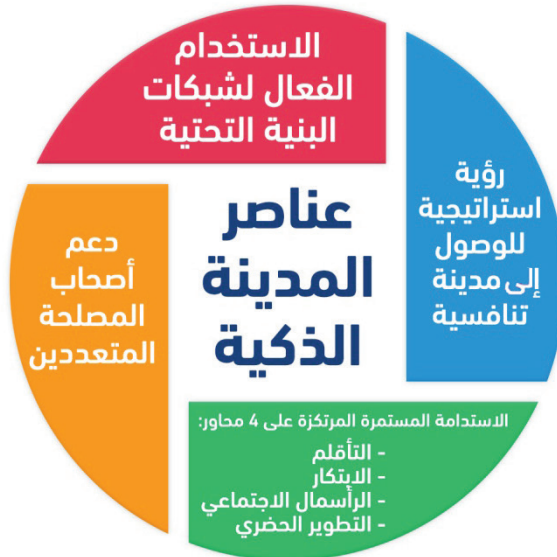 الاستخدام
الفعال لشبكات
البنية التحتية
رؤية
استراتيجية
للوصول
إلى مدينة
تنافسية
عناصر
المدينة
الذكية
دعم
أصحاب
المصلحة
المتعددين
الاستدامة المستمرة المرتكزة على 4 محاور:
- التأقلم
- الابتكار
- الرأسمال الاجتماعي
- التطوير الحضري